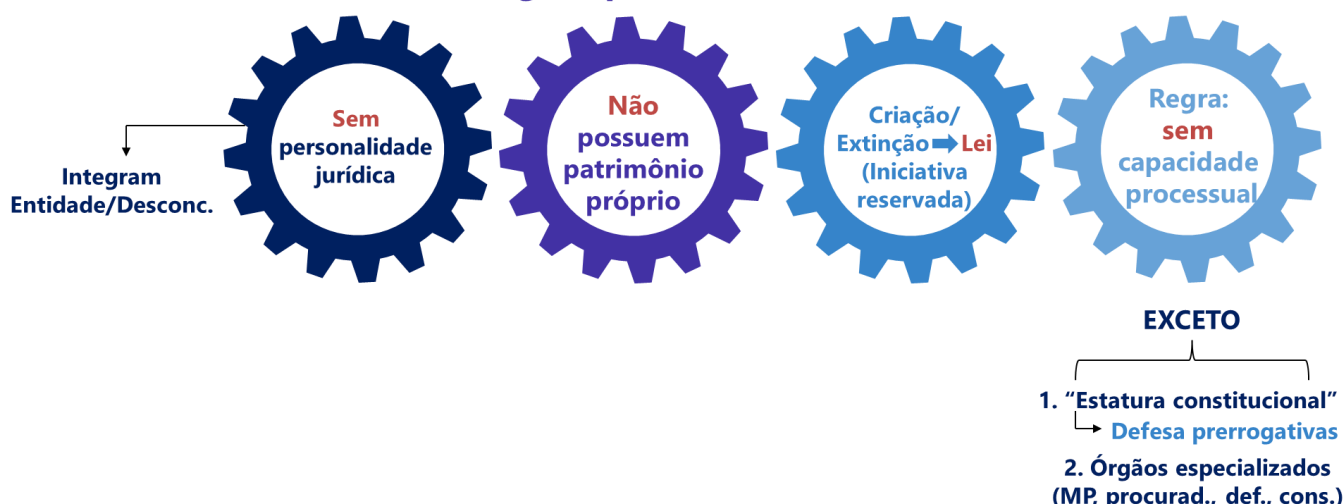 Sem
personalidade
jurídica
Integram
Entidade/Desconc.
Não
possuem
patrimônio
próprio
Criação/
Extinção ➡ Lei
(Iniciativa
reservada)
Regra:
sem
capacidade
processual
EXCETO
1. “Estatura constitucional”
Defesa prerrogativas
2. Órgãos especializados
(MP, procurad., def., cons.)